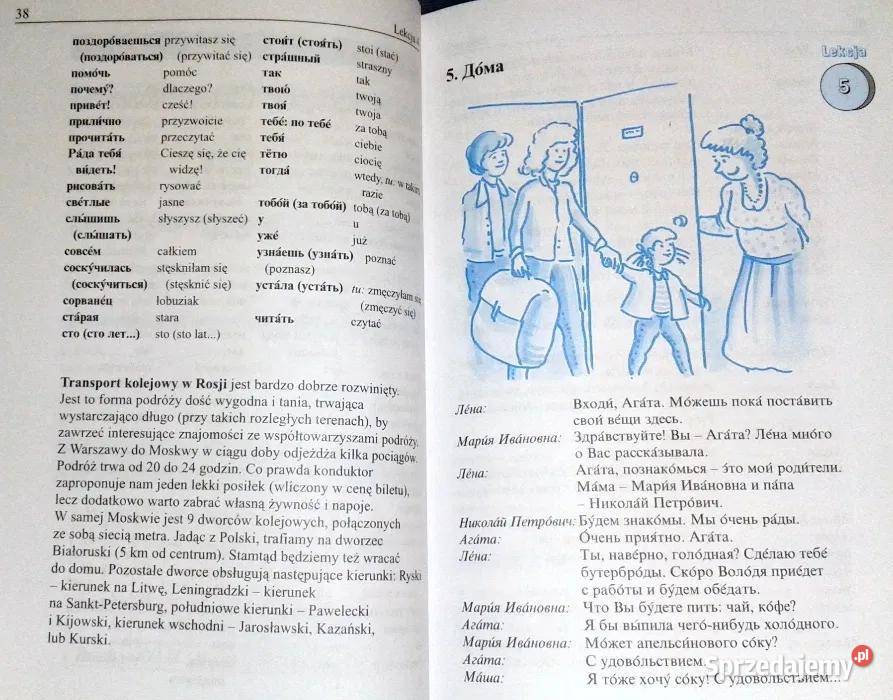 38
Lekcja 4
поздоро́ваешься przywitasz się
(поздоро́ваться) (przywitać się)
помо́чь pomóc
почему́? dlaczego?
приве́т! cześć!
прили́чно przyzwoicie
прочита́ть przeczytać
Ра́да тебя́ Cieszę się, że cię
ви́деть! widzę!
рисова́ть rysować
све́тлые jasne
слы́шишь słyszysz (słyszeć)
(слы́шать)
совсе́м całkiem
соску́чилась stęskniłam się
(соску́читься) (stęsknić się)
сорване́ц łobuziak
ста́рая stara
сто (сто лет...) sto (sto lat...)
стои́т (стоя́ть) stoi (stać)
стра́шный straszny
так tak
твою́ twoją
твоя́ twoja
тебе́: по тебе́ za tobą
тебя́ ciebie
тётю ciocię
тогда́ wtedy, tu: w takim
razie
тобо́й (за тобо́й) tobą (za tobą)
у u
уже́ już
узна́ешь (узна́ть) poznać
(poznasz)
уста́ла (уста́ть) tu: zmęczyłam się
(zmęczyć się)
чита́ть czytać
Transport kolejowy w Rosji jest bardzo dobrze rozwinięty.
Jest to forma podróży dość wygodna i tania, trwająca
wystarczająco długo (przy takich rozległych terenach), by
zawrzeć interesujące znajomości ze współtowarzyszami podróży.
Z Warszawy do Moskwy w ciągu doby odjeżdża kilka pociągów.
Podróż trwa od 20 do 24 godzin. Co prawda konduktor
zaproponuje nam jeden lekki posiłek (wliczony w cenę biletu),
lecz dodatkowo warto zabrać własną żywność i napoje.
W samej Moskwie jest 9 dworców kolejowych, połączonych
ze sobą siecią metra. Jadąc z Polski, trafiamy na dworzec
Białoruski (5 km od centrum). Stamtąd będziemy też wracać
do domu. Pozostałe dworce obsługują następujące kierunki: Ryski
– kierunek na Litwę, Leningradzki – kierunek
na Sankt-Petersburg, południowe kierunki – Pawelecki
i Kijowski, kierunek wschodni – Jarosławski, Kazański,
lub Kurski.
Lekcja
5
5. До́ма
Ле́на: Входи́, Ага́та. Мо́жешь пока́ поста́вить
свои́ ве́щи здесь.
Мари́я Ива́новна: Здра́вствуйте! Вы – Ага́та? Ле́на мно́го
о Вас расска́зывала.
Ле́на: Ага́та, познако́мься – э́то мои́ роди́тели.
Ма́ма – Мари́я Ива́новна и па́па
– Никола́й Петро́вич.
Никола́й Петро́вич: Бу́дем знако́мы. Мы о́чень ра́ды.
Ага́та: О́чень прия́тно. Ага́та.
Ле́на: Ты, наве́рно, голо́дная? Сде́лаю тебе́
бутербро́ды. Ско́ро Воло́дя прие́дет
с рабо́ты и бу́дем обе́дать.
Мари́я Ива́новна: Что Вы бу́дете пить: чай, ко́фе?
Ага́та: Я бы вы́пила чего́-нибудь холо́дного.
Мари́я Ива́новна: Мо́жет апельси́нового со́ку?
Ага́та: С удово́льствием.
Ма́ша: Я то́же хочу́ со́ку! С удово́льствием...
Sprzedajemy.pl